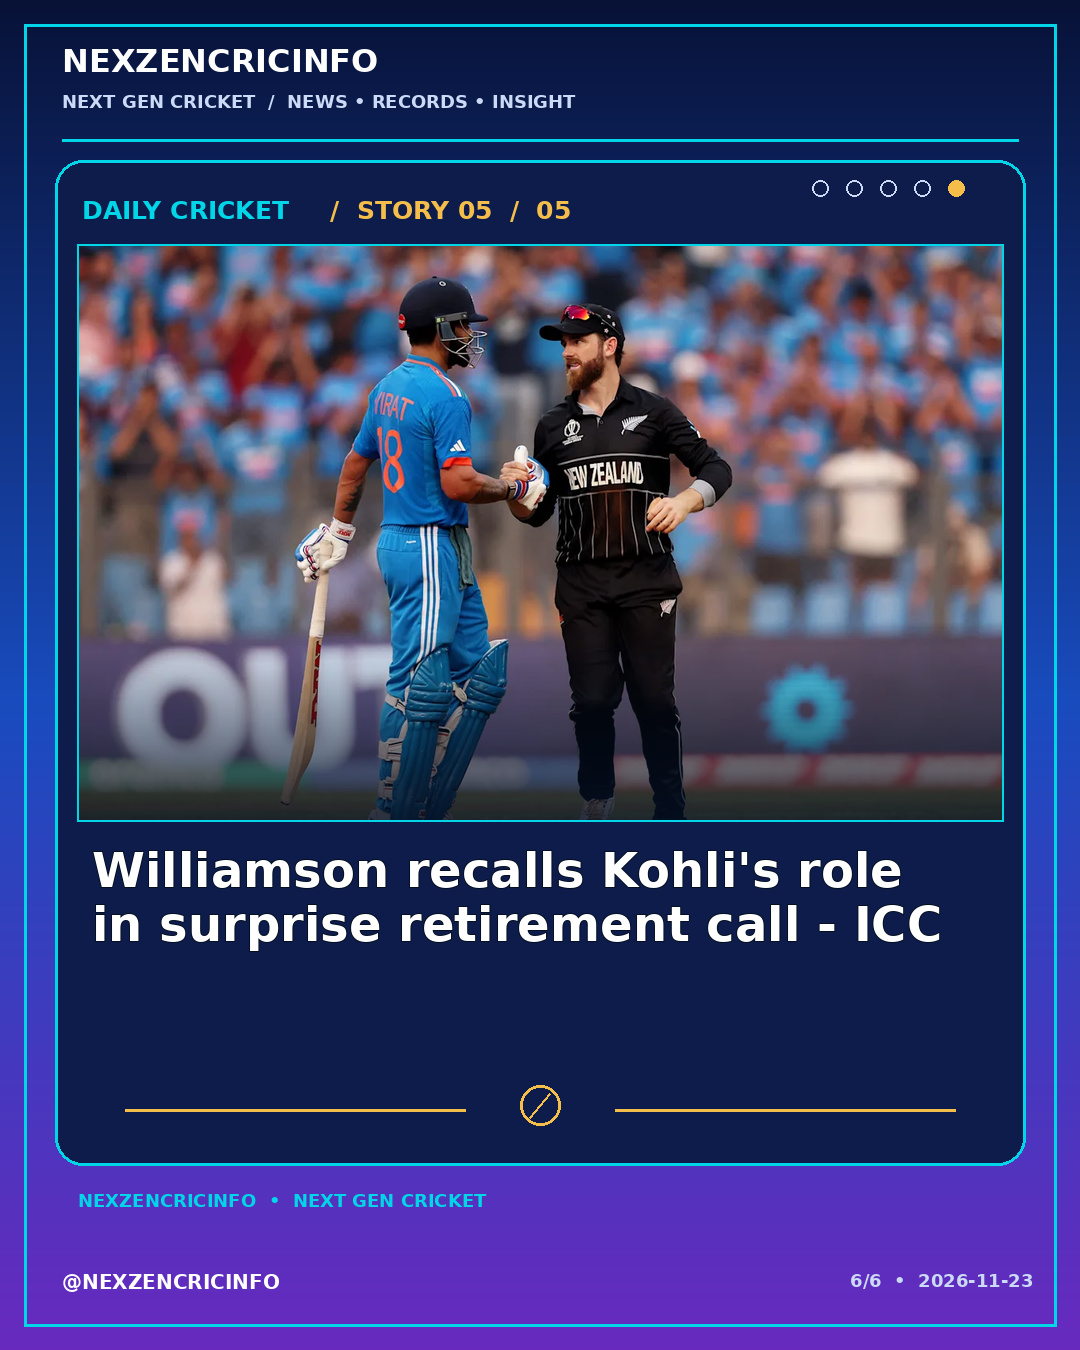 NEXZENCRICINFO
NEXT GEN CRICKET / NEWS • RECORDS • INSIGHT
DAILY CRICKET / STORY 05 / 05
VIRAT
18
NEW ZEALAND
OUT
Williamson recalls Kohli's role
in surprise retirement call - ICC
NEXZENCRICINFO • NEXT GEN CRICKET
@NEXZENCRICINFO
6/6 • 2026-11-23